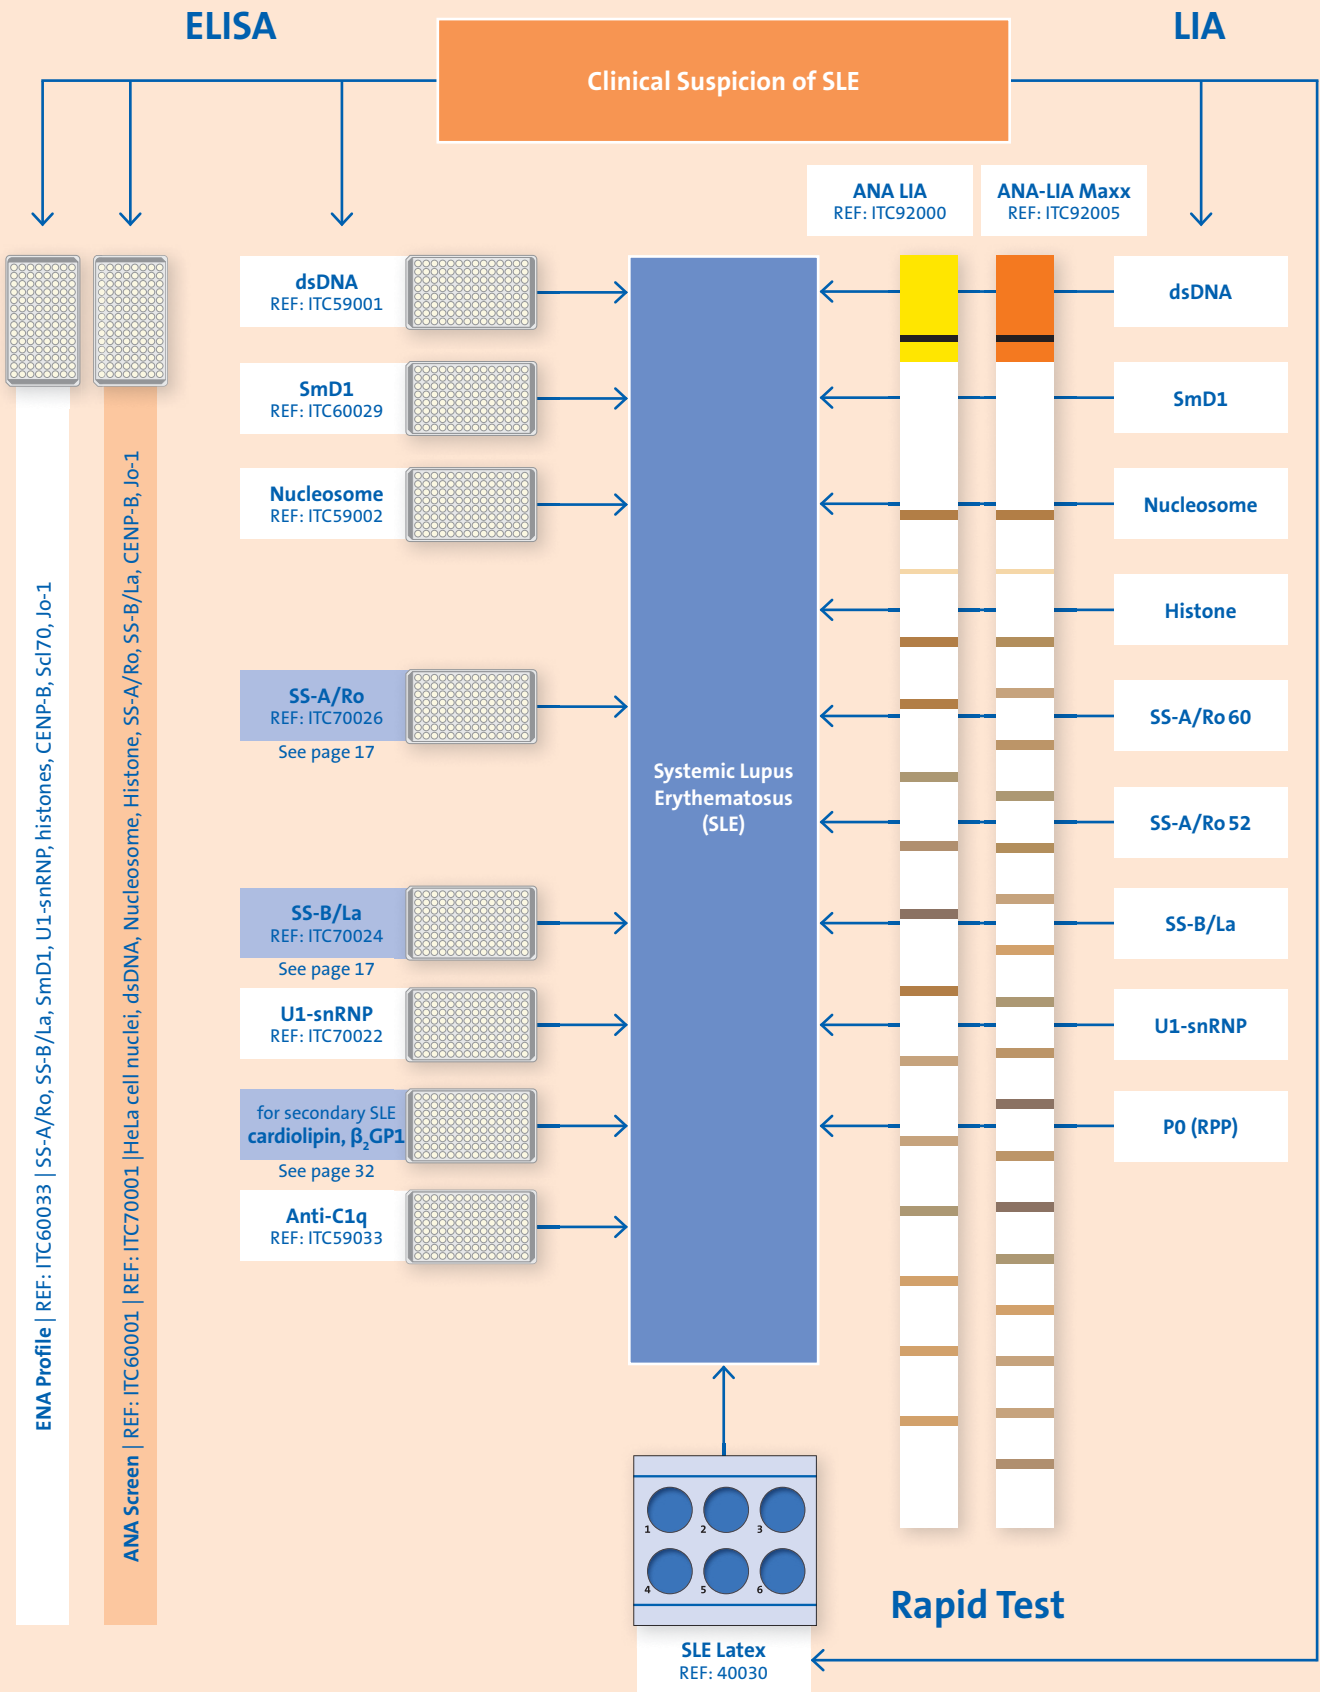 ELISA
LIA
Clinical Suspicion of SLE
ANA LIA
REF: ITC92000
ANA-LIA Maxx
REF: ITC92005
ENA Profile | REF: ITC60033 | SS-A/Ro, SS-B/La, SmD1, U1-snRNP, histones, CENP-B, Scl70, Jo-1
ANA Screen | REF: ITC60001 | REF: ITC70001 |HeLa cell nuclei, dsDNA, Nucleosome, Histone, SS-A/Ro, SS-B/La, CENP-B, Jo-1
dsDNA
REF: ITC59001
SmD1
REF: ITC60029
Nucleosome
REF: ITC59002
SS-A/Ro
REF: ITC70026
See page 17
SS-B/La
REF: ITC70024
See page 17
U1-snRNP
REF: ITC70022
for secondary SLE
cardiolipin, β₂GP1
See page 32
Anti-C1q
REF: ITC59033
Systemic Lupus
Erythematosus
(SLE)
dsDNA
SmD1
Nucleosome
Histone
SS-A/Ro 60
SS-A/Ro 52
SS-B/La
U1-snRNP
P0 (RPP)
1 2 3
4 5 6
Rapid Test
SLE Latex
REF: 40030